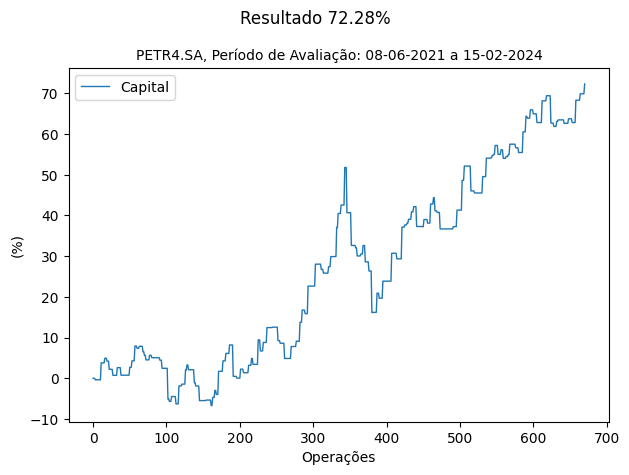 Resultado 72.28%
PETR4.SA, Período de Avaliação: 08-06-2021 a 15-02-2024
Capital
(%)
70
60
50
40
30
20
10
0
−10
0 100 200 300 400 500 600 700
Operações